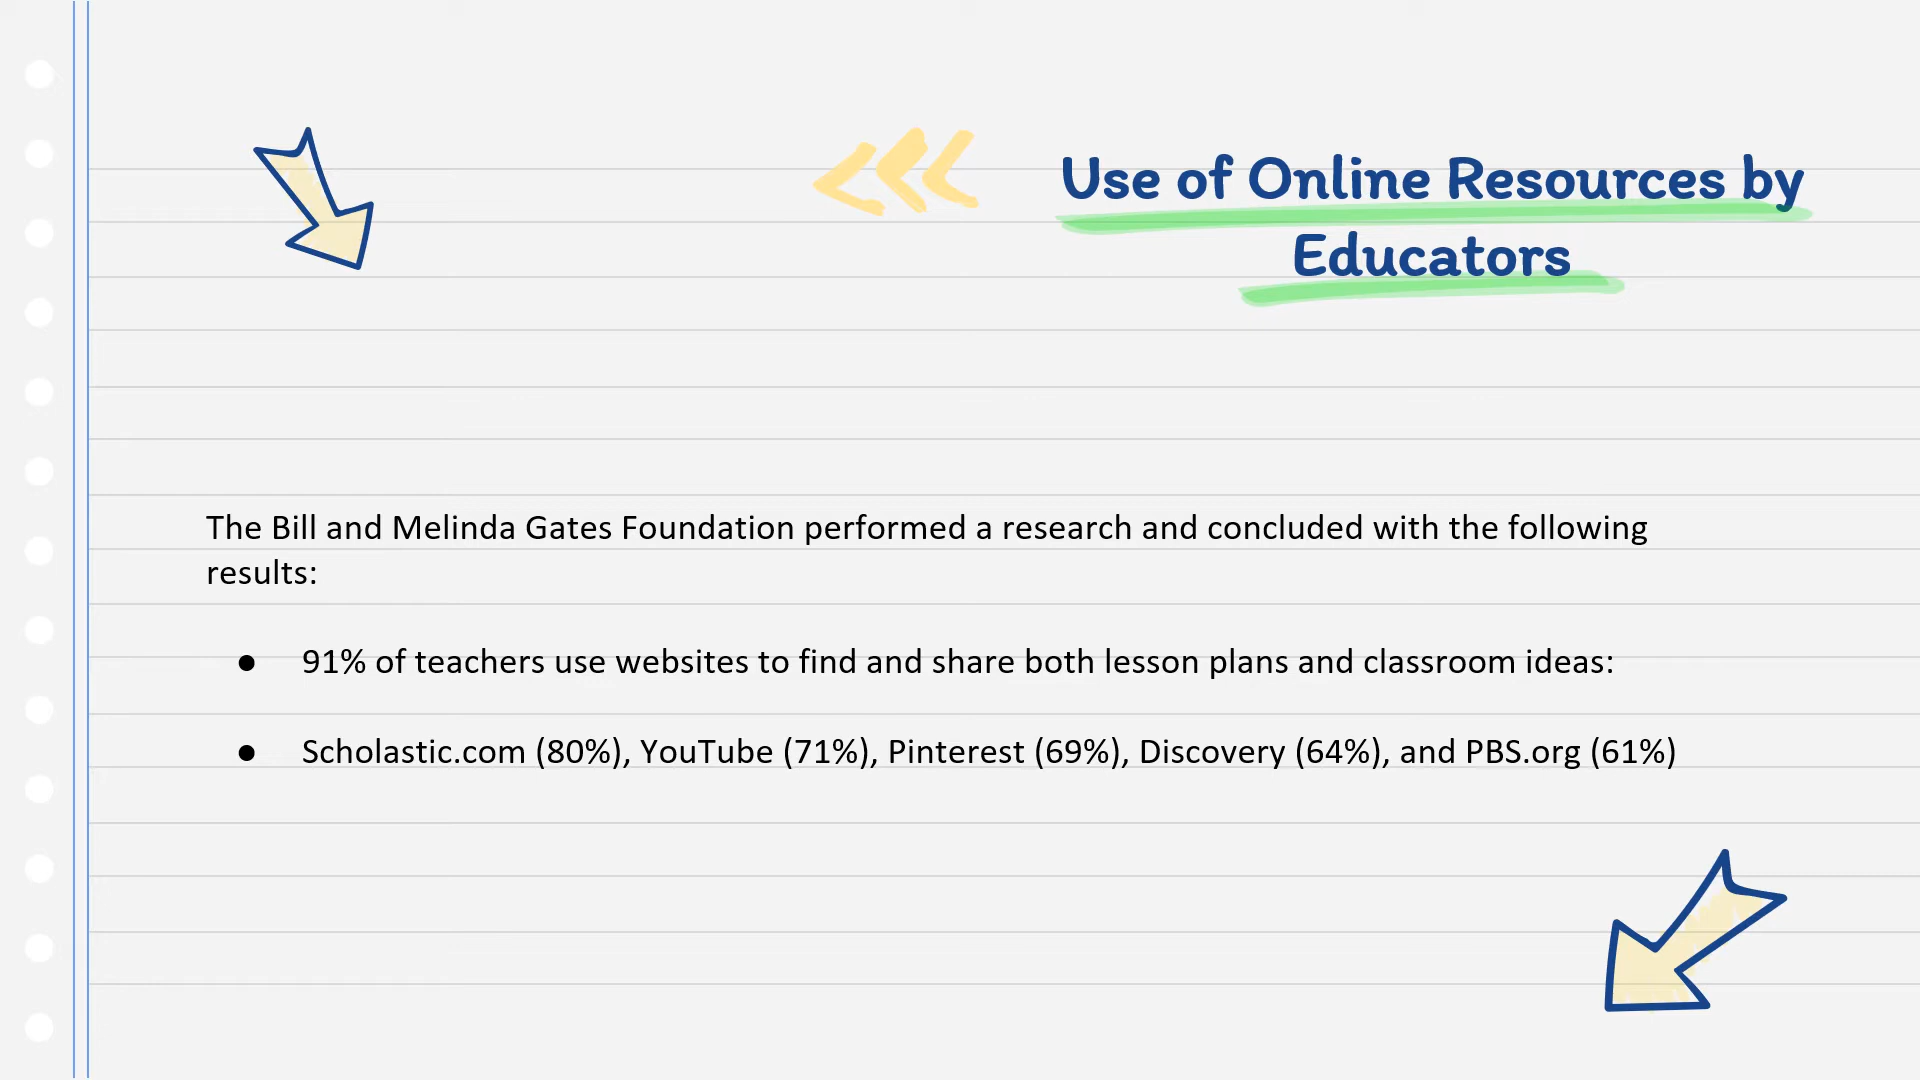 Use of Online Resources by
Educators
The Bill and Melinda Gates Foundation performed a research and concluded with the following
results:
● 91% of teachers use websites to find and share both lesson plans and classroom ideas:
● Scholastic.com (80%), YouTube (71%), Pinterest (69%), Discovery (64%), and PBS.org (61%)